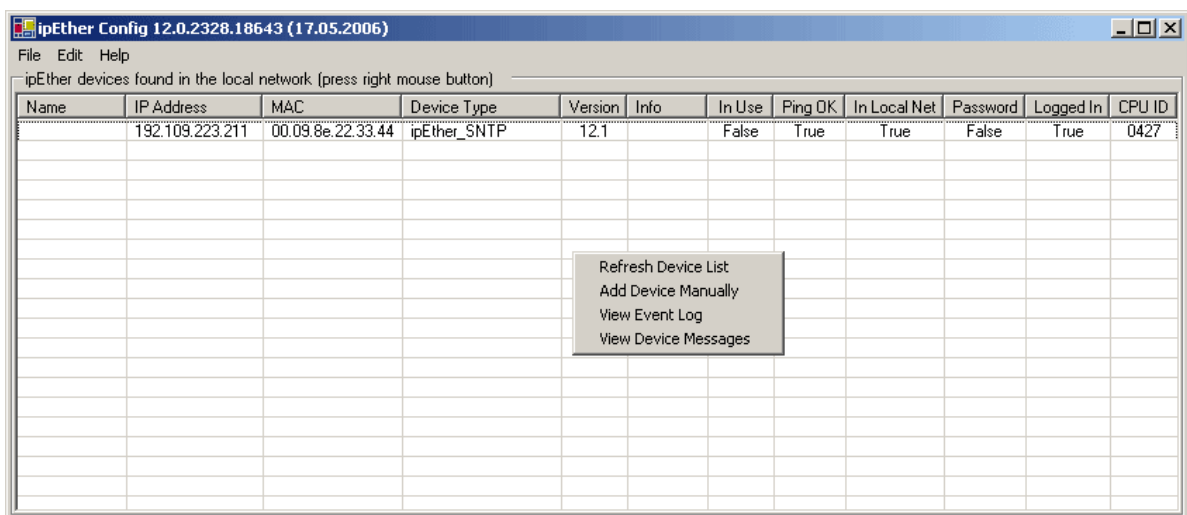 ipEther Config 12.0.2328.18643 (17.05.2006)
File Edit Help
ipEther devices found in the local network (press right mouse button)
Name IP Address MAC Device Type Version Info In Use Ping OK In Local Net Password Logged In CPU ID
192.109.223.211 00.09.8e.22.33.44 ipEther_SNTP 12.1 False True True False True 0427
Refresh Device List
Add Device Manually
View Event Log
View Device Messages